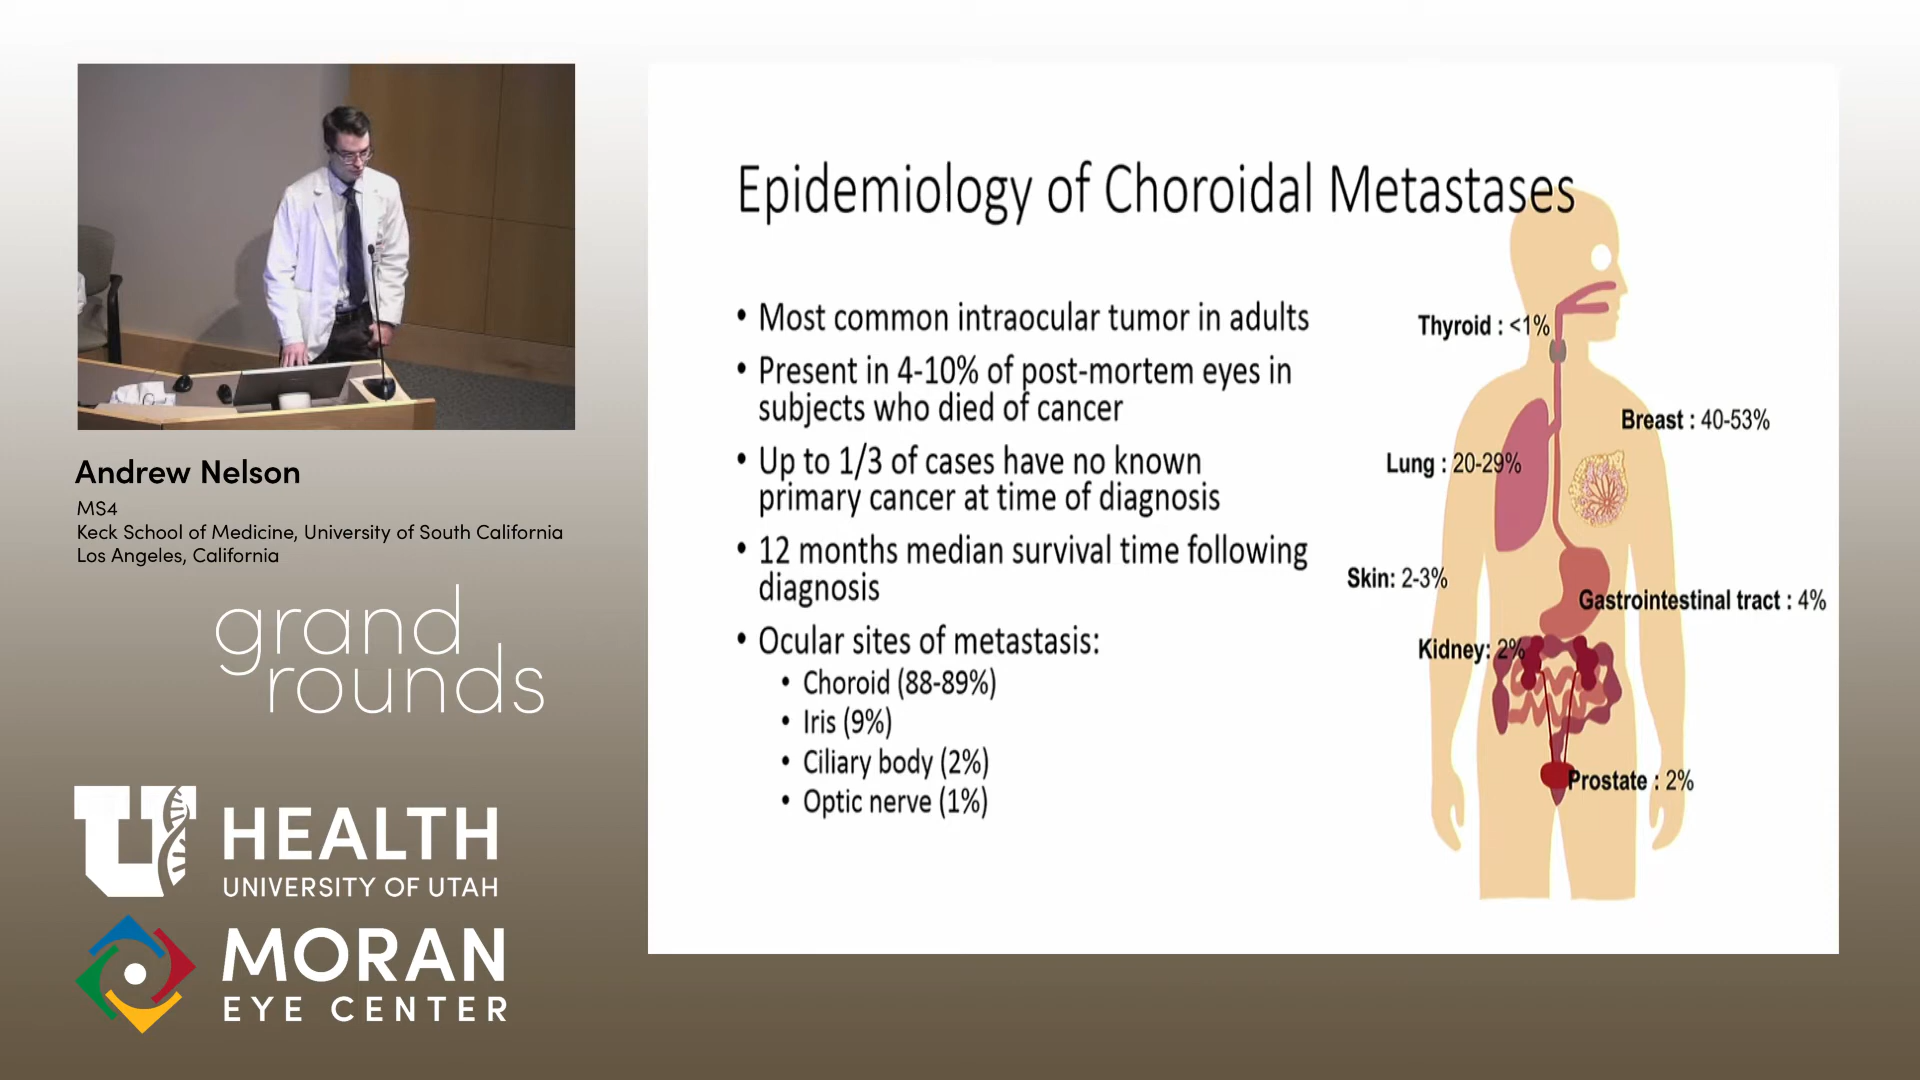 Andrew Nelson
MS4
Keck School of Medicine, University of South California
Los Angeles, California
grand
rounds
U HEALTH
UNIVERSITY OF UTAH
MORAN
EYE CENTER
Epidemiology of Choroidal Metastases
• Most common intraocular tumor in adults
• Present in 4-10% of post-mortem eyes in
subjects who died of cancer
• Up to 1/3 of cases have no known
primary cancer at time of diagnosis
• 12 months median survival time following
diagnosis
• Ocular sites of metastasis:
• Choroid (88-89%)
• Iris (9%)
• Ciliary body (2%)
• Optic nerve (1%)
Thyroid : <1%
Breast : 40-53%
Lung : 20-29%
Skin: 2-3%
Gastrointestinal tract : 4%
Kidney: 2%
Prostate : 2%